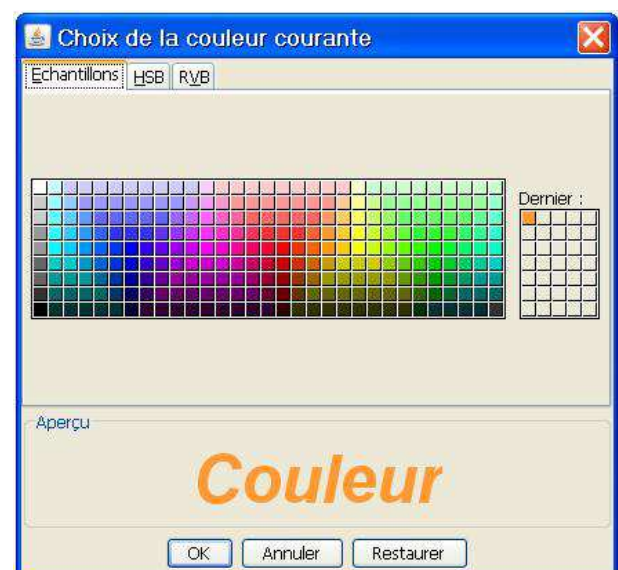 Choix de la couleur courante
Echantillons HSB RVB
Dernier :
Aperçu
Couleur
OK Annuler Restaurer